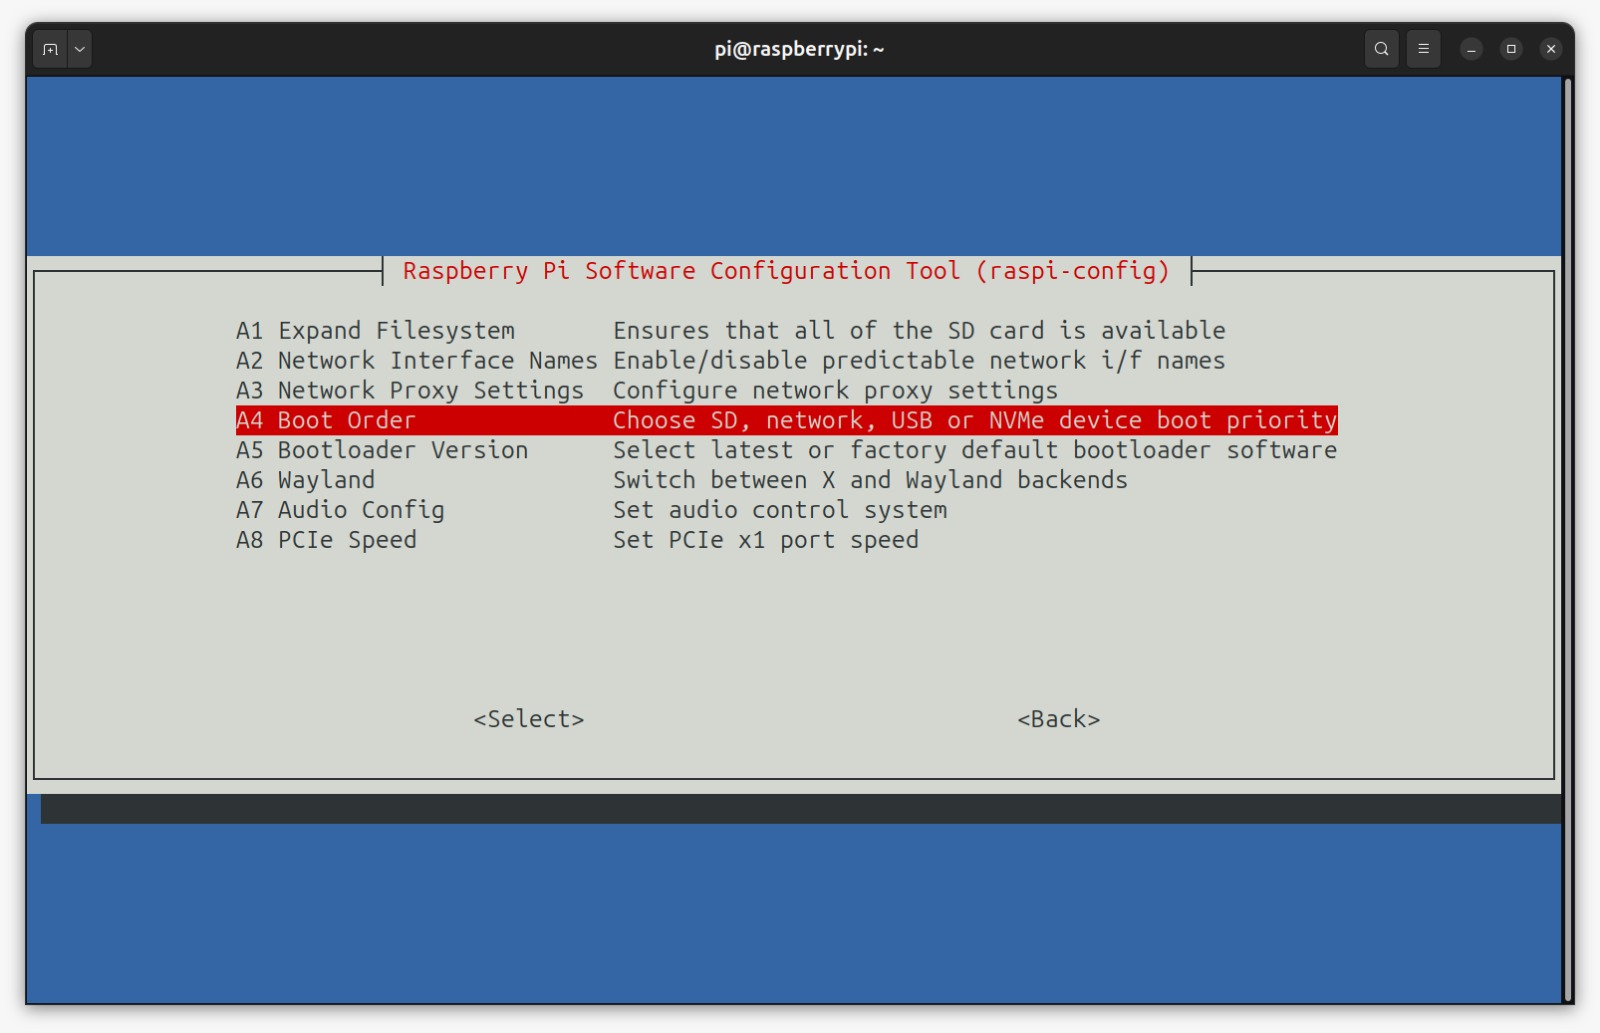 pi@raspberrypi: ~
Raspberry Pi Software Configuration Tool (raspi-config)
A1 Expand Filesystem Ensures that all of the SD card is available
A2 Network Interface Names Enable/disable predictable network i/f names
A3 Network Proxy Settings Configure network proxy settings
A4 Boot Order Choose SD, network, USB or NVMe device boot priority
A5 Bootloader Version Select latest or factory default bootloader software
A6 Wayland Switch between X and Wayland backends
A7 Audio Config Set audio control system
A8 PCIe Speed Set PCIe x1 port speed
<Select> <Back>